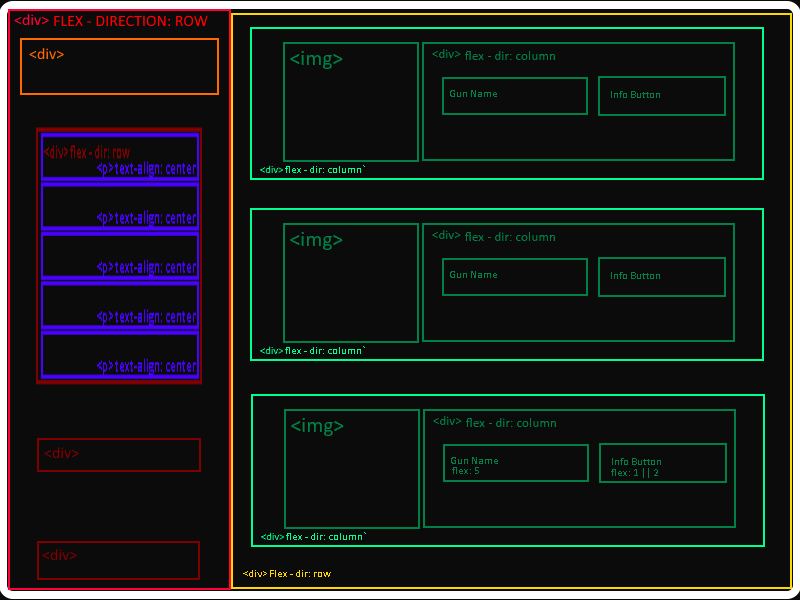 <div> FLEX - DIRECTION: ROW
<div>
<div> flex - dir: row
<p> text-align: center
<p> text-align: center
<p> text-align: center
<p> text-align: center
<p> text-align: center
<div>
<div>
<img>
<div> flex - dir: column
Gun Name
Info Button
<div> flex - dir: column`
<img>
<div> flex - dir: column
Gun Name
Info Button
<div> flex - dir: column`
<img>
<div> flex - dir: column
Gun Name
flex: 5
Info Button
flex: 1 || 2
<div> flex - dir: column`
<div> Flex - dir: row